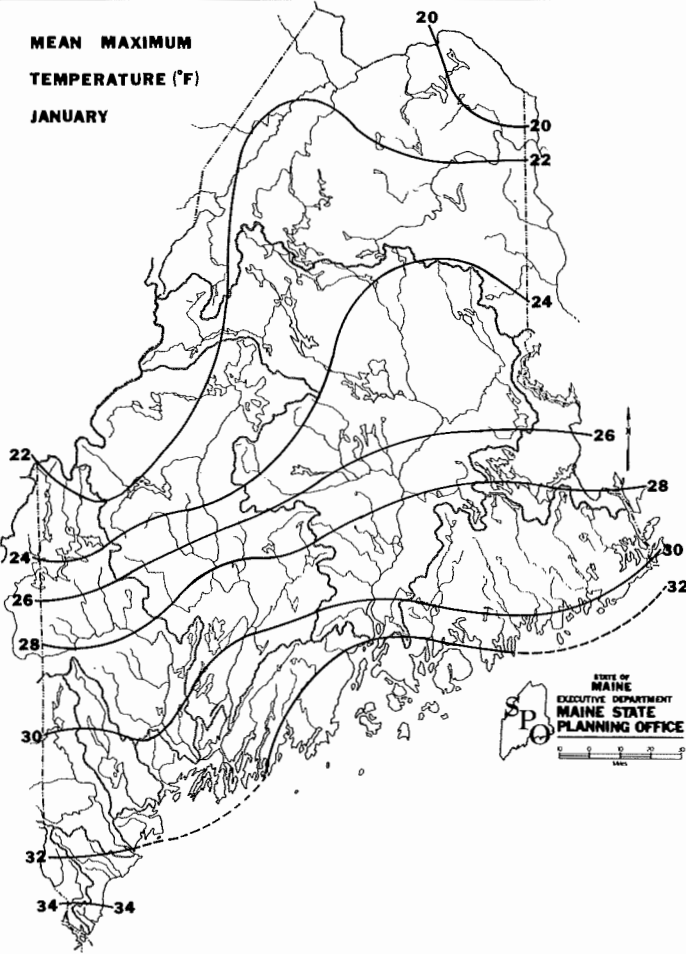 MEAN MAXIMUM
TEMPERATURE (°F)
JANUARY
20
20
22
24
22
26
28
24
30
26
32
28
30
32
34 34
STATE OF
MAINE
EXECUTIVE DEPARTMENT
MAINE STATE
PLANNING OFFICE
SPO
Miles